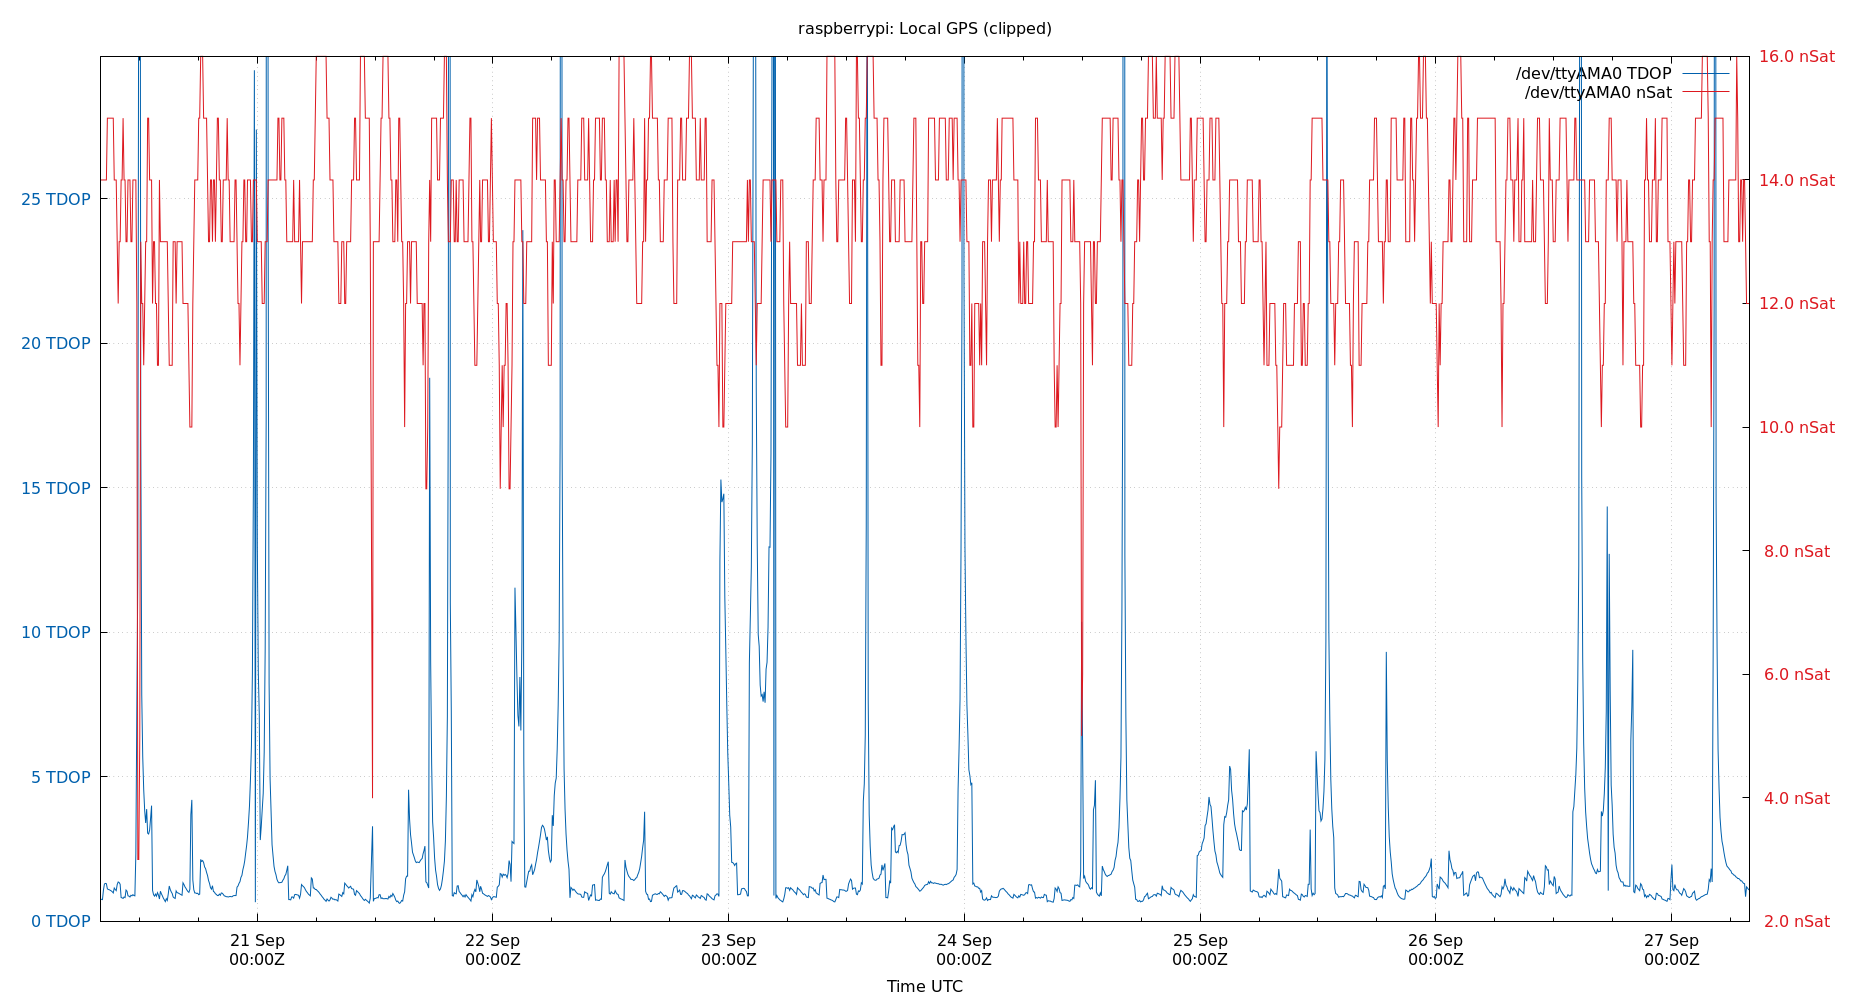 raspberrypi: Local GPS (clipped)
16.0 nSat
/dev/ttyAMA0 TDOP
/dev/ttyAMA0 nSat
14.0 nSat
25 TDOP
12.0 nSat
20 TDOP
10.0 nSat
15 TDOP
8.0 nSat
10 TDOP
6.0 nSat
5 TDOP
4.0 nSat
0 TDOP
2.0 nSat
21 Sep 22 Sep 23 Sep 24 Sep 25 Sep 26 Sep 27 Sep
00:00Z 00:00Z 00:00Z 00:00Z 00:00Z 00:00Z 00:00Z
Time UTC